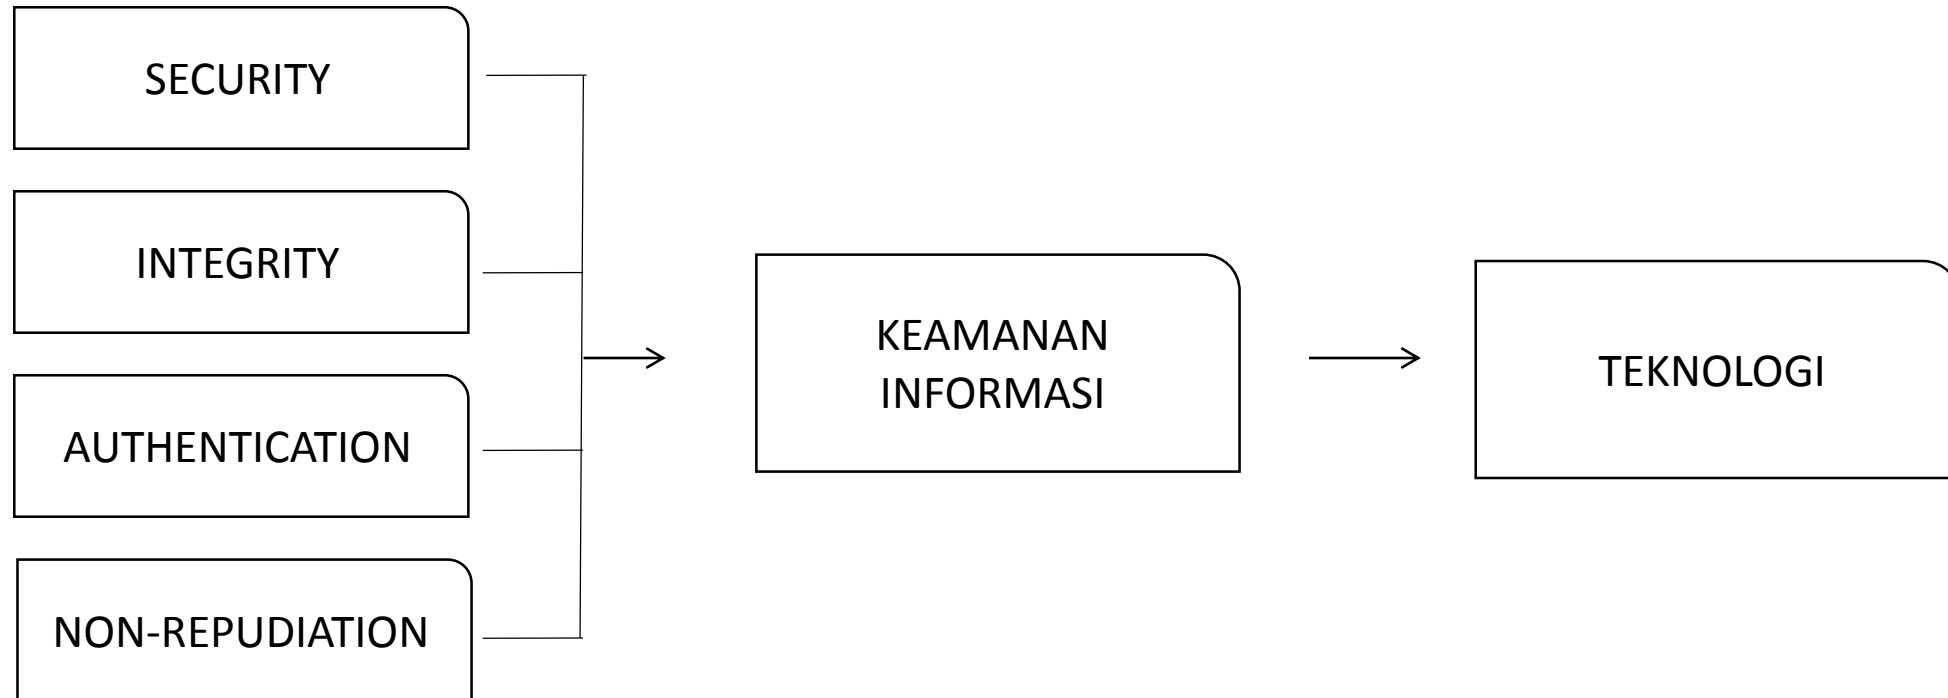 SECURITY
INTEGRITY
AUTHENTICATION
NON-REPUDIATION
KEAMANAN
INFORMASI
TEKNOLOGI